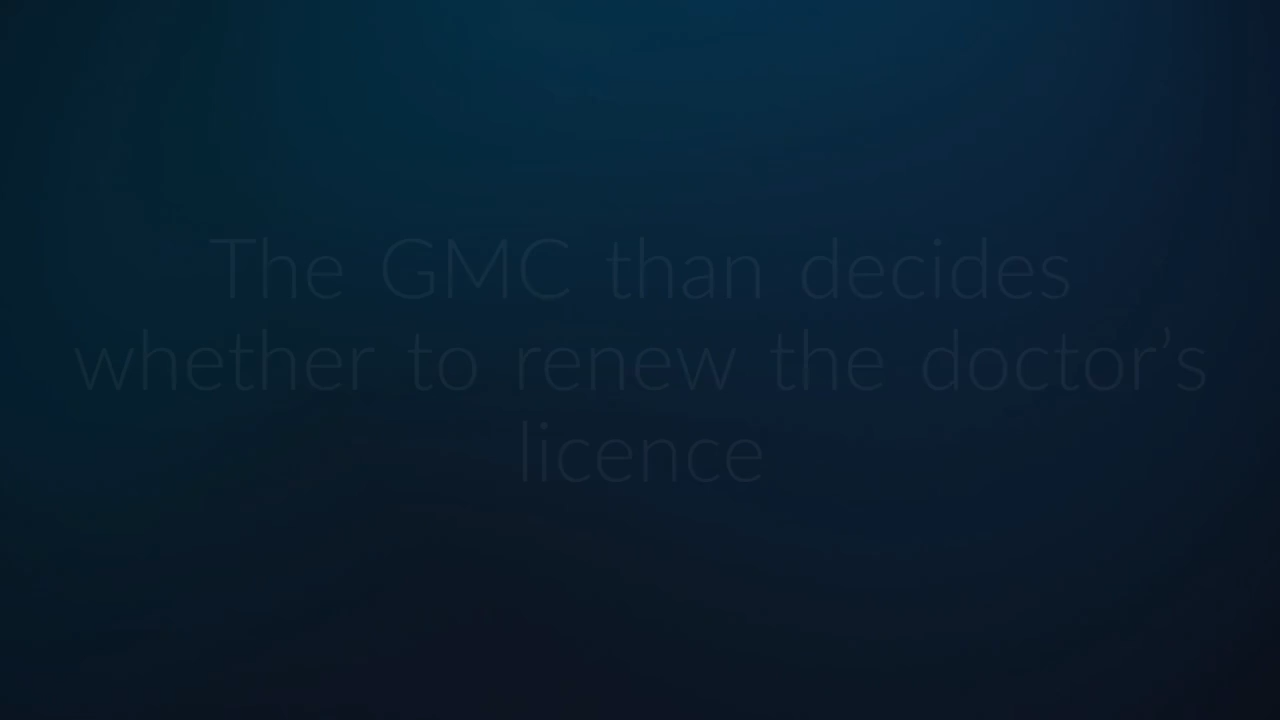 The GMC than decides
whether to renew the doctor’s
licence